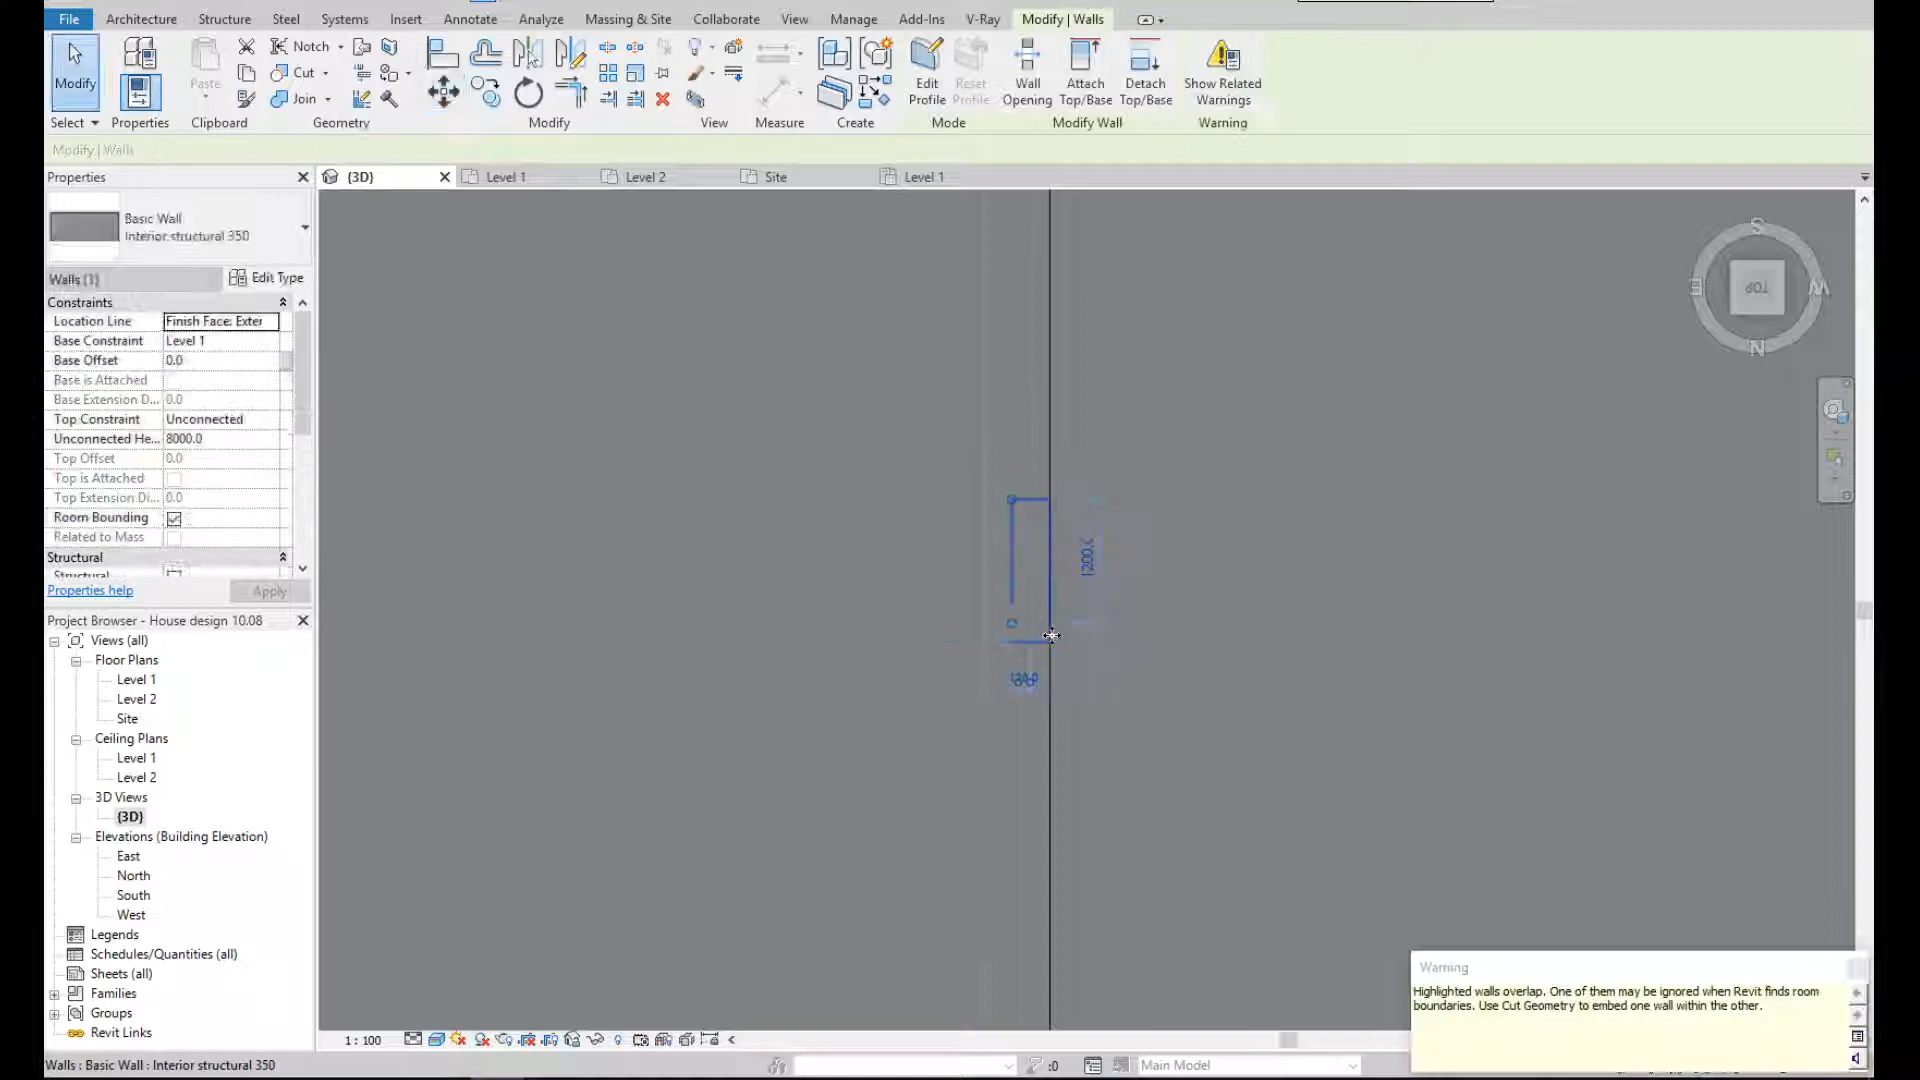 File Architecture Structure Steel Systems Insert Annotate Analyze Massing & Site Collaborate View Manage Add-Ins V-Ray Modify | Walls
Modify
Select
Properties
Paste
Clipboard
Notch
Cut
Join
Geometry
Modify
View
Measure
Create
Edit Profile
Reset Profile
Mode
Wall Opening
Attach Top/Base
Detach Top/Base
Modify Wall
Show Related Warnings
Warning
Modify | Walls
Properties
{3D}
Level 1
Level 2
Site
Level 1
Basic Wall
Interior structural 350
Walls (1)
Edit Type
Constraints
Location Line Finish Face: Exter
Base Constraint Level 1
Base Offset 0.0
Base is Attached
Base Extension D... 0.0
Top Constraint Unconnected
Unconnected He... 8000.0
Top Offset 0.0
Top is Attached
Top Extension Di... 0.0
Room Bounding
Related to Mass
Structural
Structural
Properties help
Apply
Project Browser - House design 10.08
Views (all)
Floor Plans
Level 1
Level 2
Site
Ceiling Plans
Level 1
Level 2
3D Views
{3D}
Elevations (Building Elevation)
East
North
South
West
Legends
Schedules/Quantities (all)
Sheets (all)
Families
Groups
Revit Links
S
E
TOP
W
N
Warning
Highlighted walls overlap. One of them may be ignored when Revit finds room
boundaries. Use Cut Geometry to embed one wall within the other.
1 : 100
Walls : Basic Wall : Interior structural 350
:0
Main Model